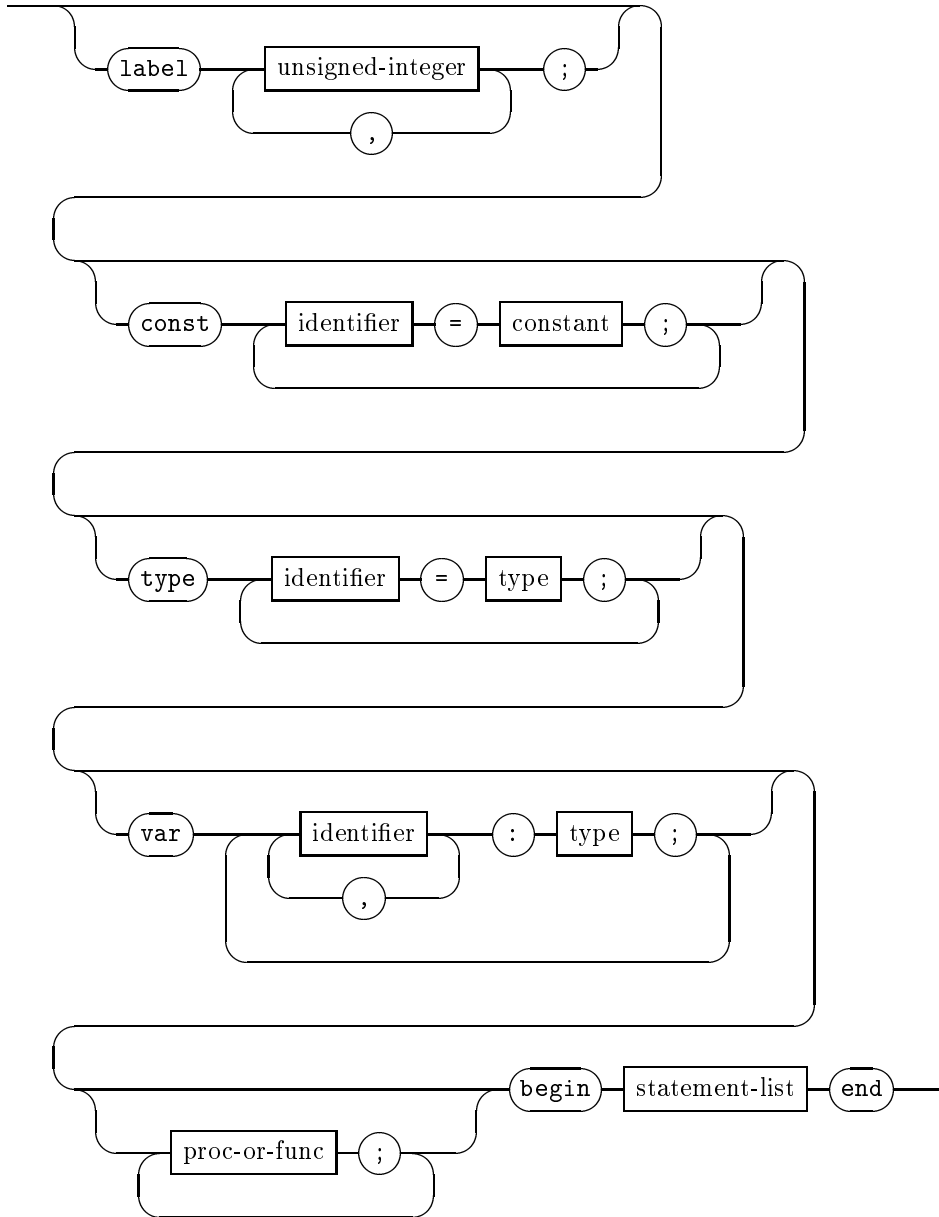 label unsigned-integer ;
,
const identifier = constant ;
type identifier = type ;
var identifier : type ;
,
begin statement-list end
proc-or-func ;